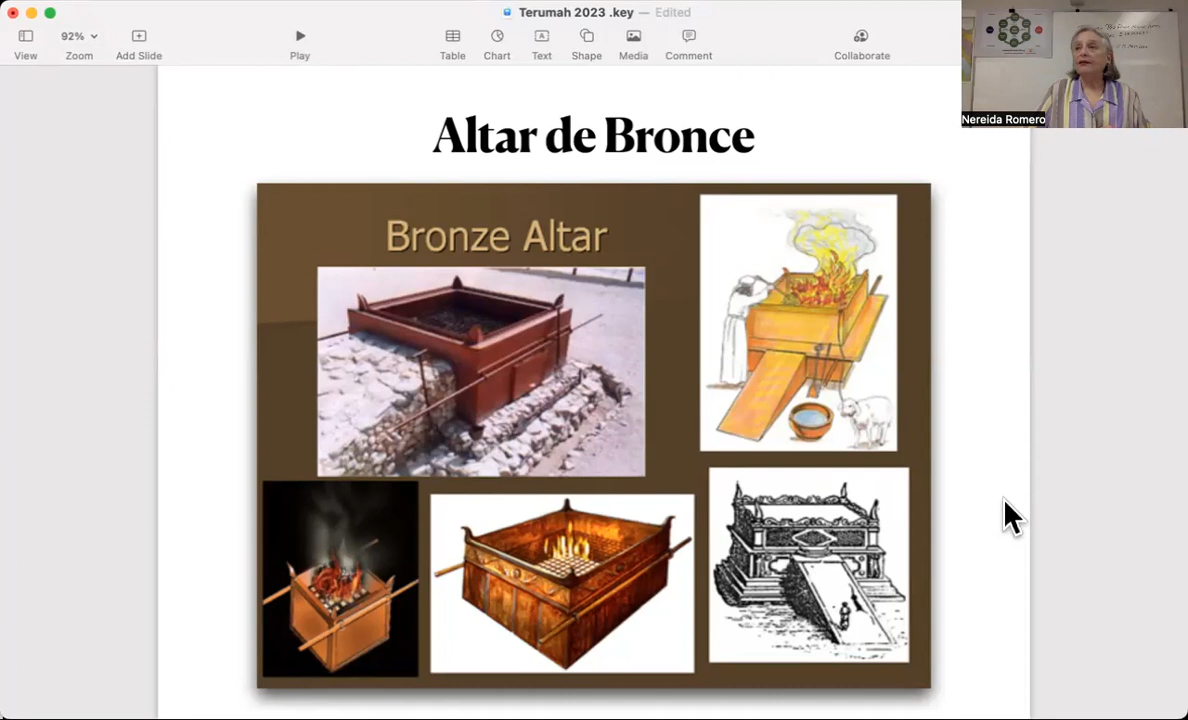 Terumah 2023 .key — Edited
92%
View
Zoom
Add Slide
Play
Table
Chart
Text
Shape
Media
Comment
Collaborate
Nereida Romero
Altar de Bronce
Bronze Altar